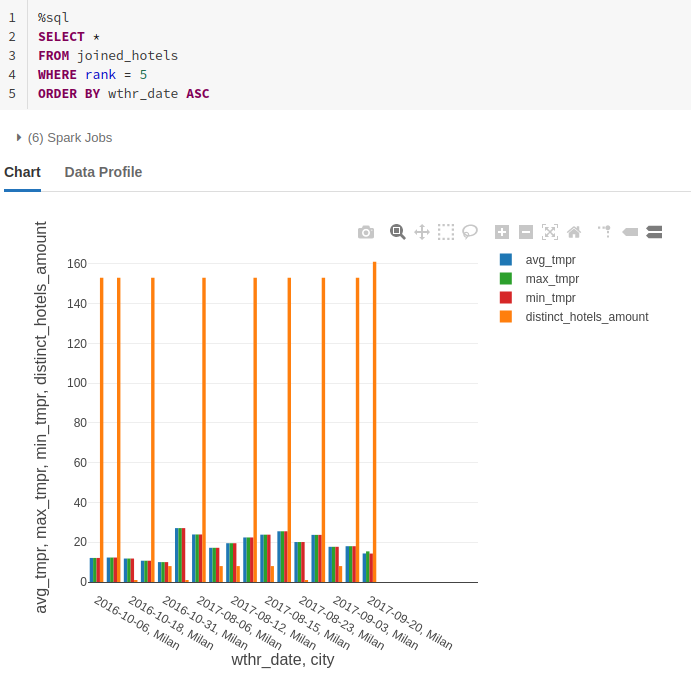 1 %sql
2 SELECT *
3 FROM joined_hotels
4 WHERE rank = 5
5 ORDER BY wthr_date ASC
(6) Spark Jobs
Chart Data Profile
avg_tmpr, max_tmpr, min_tmpr, distinct_hotels_amount
160
140
120
100
80
60
40
20
0
avg_tmpr
max_tmpr
min_tmpr
distinct_hotels_amount
2016-10-06, Milan
2016-10-18, Milan
2016-10-31, Milan
2017-08-06, Milan
2017-08-12, Milan
2017-08-15, Milan
2017-08-23, Milan
2017-09-03, Milan
2017-09-20, Milan
wthr_date, city